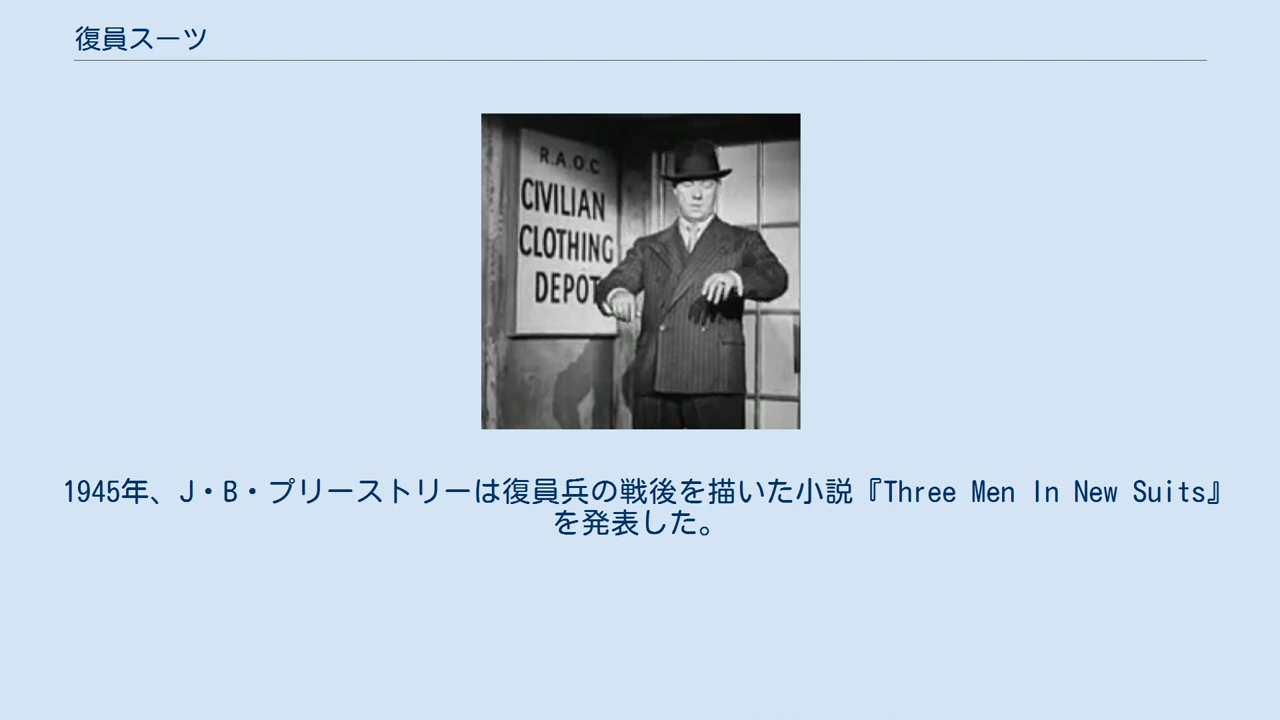 復員スーツ
R.A.O.C
CIVILIAN
CLOTHING
DEPOT
1945年、J・B・プリーストリーは復員兵の戦後を描いた小説『Three Men In New Suits』
を発表した。